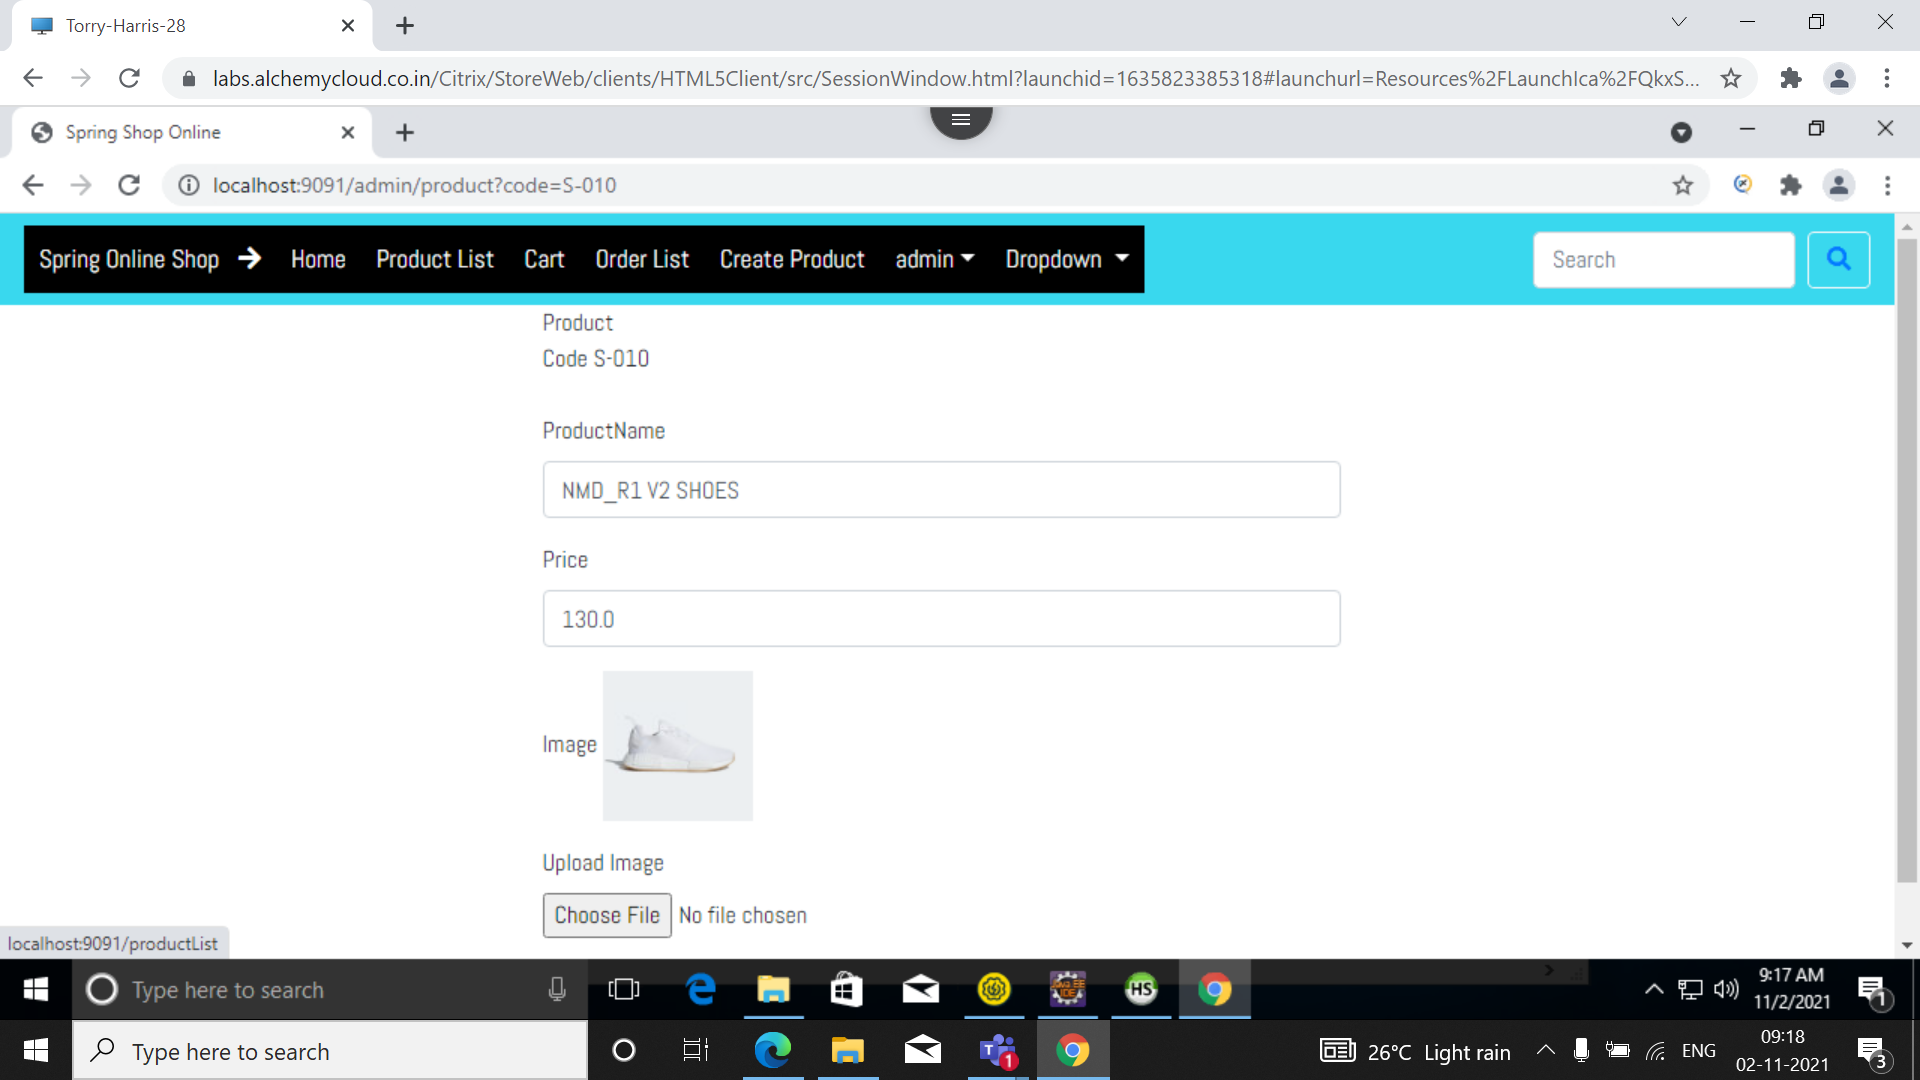 Torry-Harris-28
labs.alchemycloud.co.in/Citrix/StoreWeb/clients/HTML5Client/src/SessionWindow.html?launchid=1635823385318#launchurl=Resources%2FLaunchIca%2FQkxS...
Spring Shop Online
localhost:9091/admin/product?code=S-010
Spring Online Shop Home Product List Cart Order List Create Product admin Dropdown Search
Product
Code S-010
ProductName
NMD_R1 V2 SHOES
Price
130.0
Image
Upload Image
Choose File No file chosen
localhost:9091/productList
Type here to search
HS
9:17 AM
11/2/2021
1
Type here to search
1
26°C Light rain
ENG
09:18
02-11-2021
3